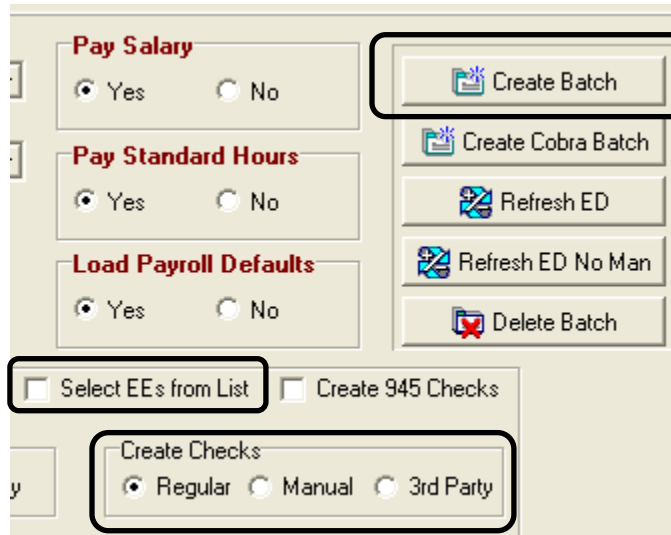 Pay Salary
Yes No
Create Batch
Create Cobra Batch
Pay Standard Hours
Yes No
Refresh ED
Load Payroll Defaults
Refresh ED No Man
Yes No
Delete Batch
Select EEs from List Create 945 Checks
Create Checks
y Regular Manual 3rd Party